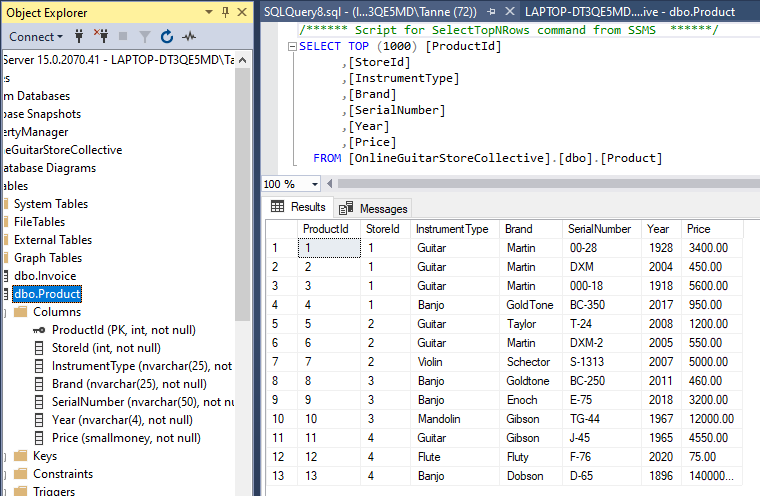 Object Explorer
Connect
Server 15.0.2070.41 - LAPTOP-DT3QE5MD\Tan
es
m Databases
base Snapshots
ertyManager
neGuitarStoreCollective
atabase Diagrams
ables
System Tables
FileTables
External Tables
Graph Tables
dbo.Invoice
dbo.Product
Columns
ProductId (PK, int, not null)
StoreId (int, not null)
InstrumentType (nvarchar(25), not
Brand (nvarchar(25), not null)
SerialNumber (nvarchar(50), not nu
Year (nvarchar(4), not null)
Price (smallmoney, not null)
Keys
Constraints
Triggers
SQLQuery8.sql - (l...3QE5MD\Tanne (72))
LAPTOP-DT3QE5MD....ive - dbo.Product
/****** Script for SelectTopNRows command from SSMS  ******/
SELECT TOP (1000) [ProductId]
,[StoreId]
,[InstrumentType]
,[Brand]
,[SerialNumber]
,[Year]
,[Price]
FROM [OnlineGuitarStoreCollective].[dbo].[Product]
100 %
Results Messages
ProductId StoreId InstrumentType Brand SerialNumber Year Price
1 1 1 Guitar Martin 00-28 1928 3400.00
2 2 1 Guitar Martin DXM 2004 450.00
3 3 1 Guitar Martin 000-18 1918 5600.00
4 4 1 Banjo GoldTone BC-350 2017 950.00
5 5 2 Guitar Taylor T-24 2008 1200.00
6 6 2 Guitar Martin DXM-2 2005 550.00
7 7 2 Violin Schector S-1313 2007 5000.00
8 8 3 Banjo Goldtone BC-250 2011 460.00
9 9 3 Banjo Enoch E-75 2018 3200.00
10 10 3 Mandolin Gibson TG-44 1967 12000.00
11 11 4 Guitar Gibson J-45 1965 4550.00
12 12 4 Flute Fluty F-76 2020 75.00
13 13 4 Banjo Dobson D-65 1896 140000...